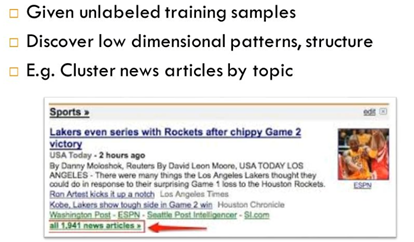 Given unlabeled training samples
Discover low dimensional patterns, structure
E.g. Cluster news articles by topic
Sports » edit
Lakers even series with Rockets after chippy Game 2
victory
USA Today - 2 hours ago
By Danny Moloshok, Reuters By David Leon Moore, USA TODAY LOS
ANGELES - There were many things the Los Angeles Lakers thought they
could do in response to their surprising Game 1 loss to the Houston Rockets.
Ron Artest kicks it up a notch Los Angeles Times
Kobe, Lakers show tough side in Game 2 win Houston Chronicle
Washington Post - ESPN - Seattle Post Intelligencer - SI.com
all 1,941 news articles »
ESPN